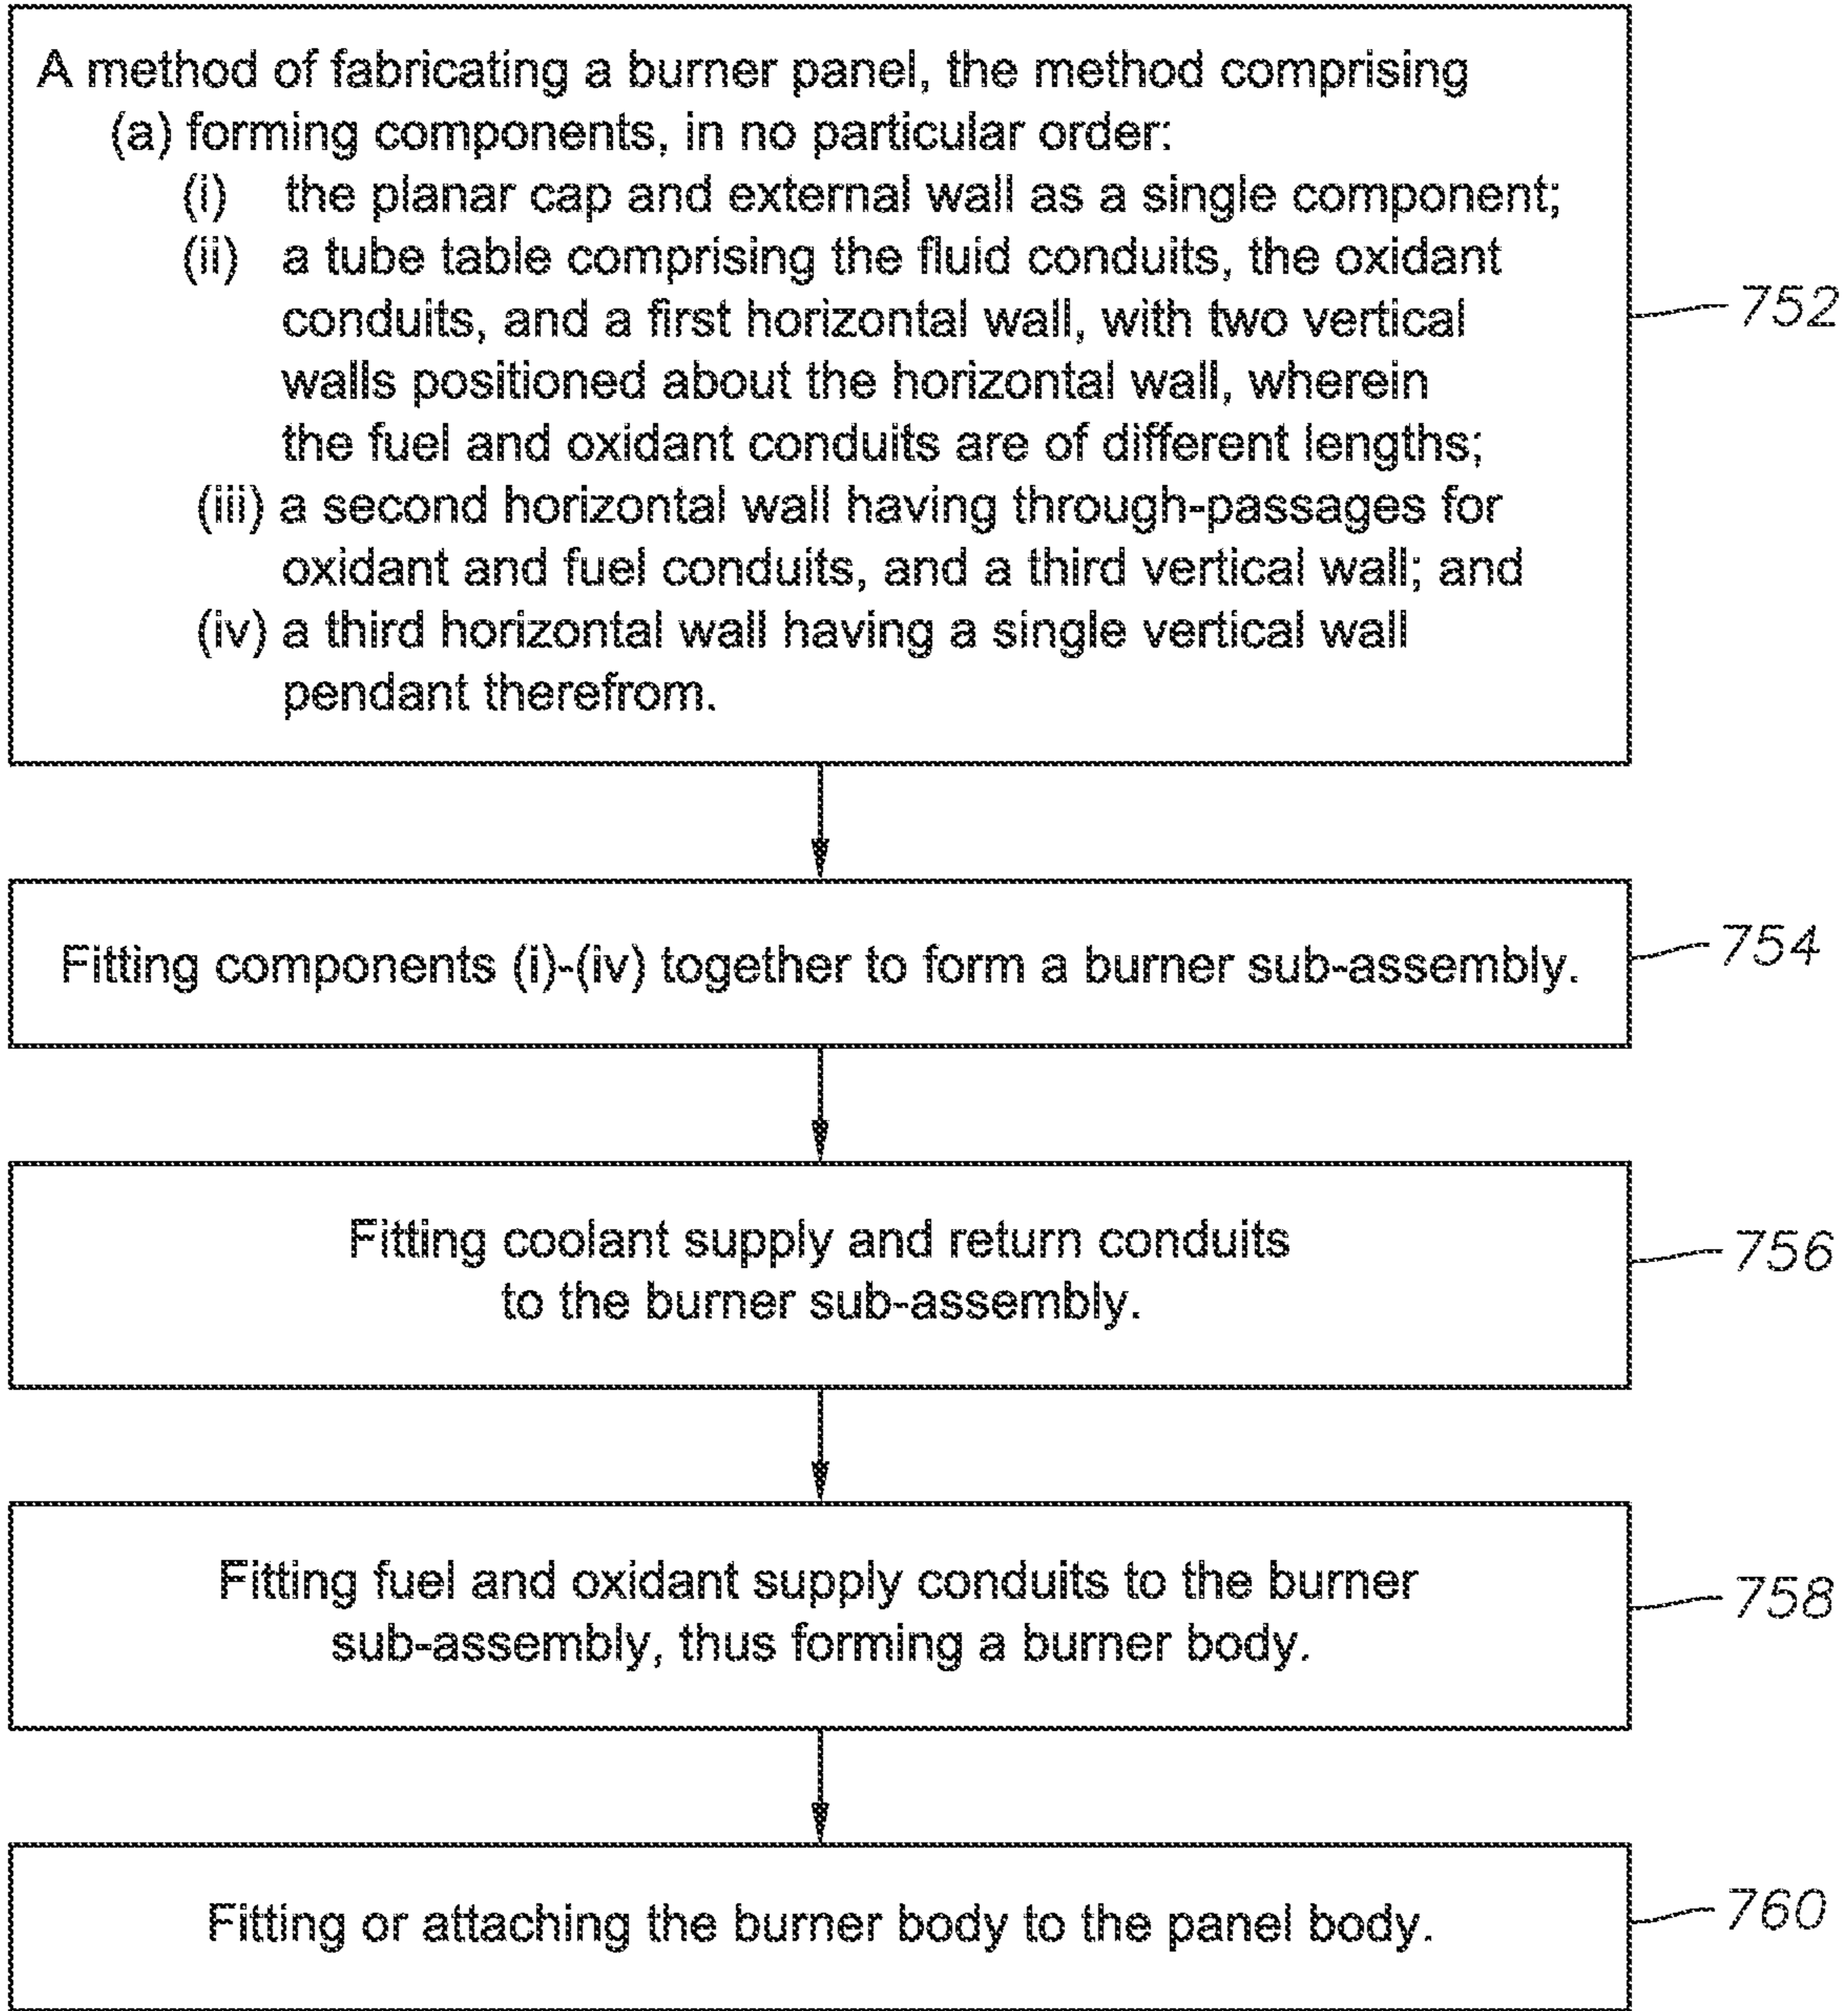 A method of fabricating a burner panel, the method comprising
(a) forming components, in no particular order:
(i) the planar cap and external wall as a single component;
(ii) a tube table comprising the fluid conduits, the oxidant
conduits, and a first horizontal wall, with two vertical
walls positioned about the horizontal wall, wherein
the fuel and oxidant conduits are of different lengths;
(iii) a second horizontal wall having through-passages for
oxidant and fuel conduits, and a third vertical wall; and
(iv) a third horizontal wall having a single vertical wall
pendant therefrom.
752
Fitting components (i)-(iv) together to form a burner sub-assembly.
754
Fitting coolant supply and return conduits
to the burner sub-assembly.
756
Fitting fuel and oxidant supply conduits to the burner
sub-assembly, thus forming a burner body.
758
Fitting or attaching the burner body to the panel body.
760